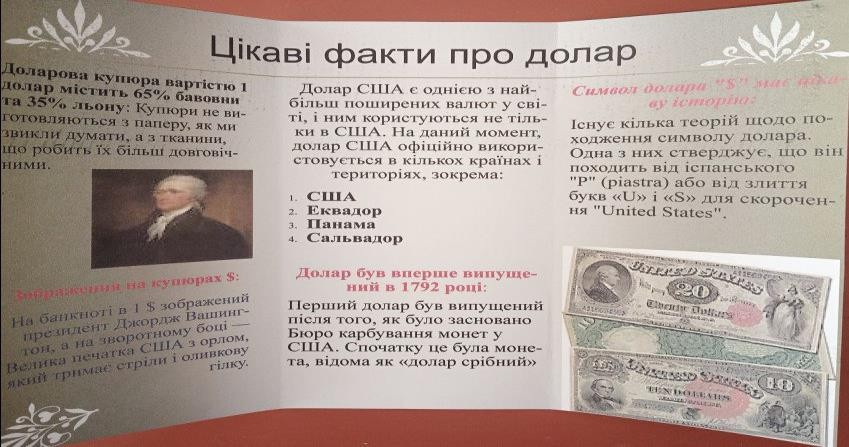 Цікаві факти про долар
Доларова купюра вартістю 1
долар містить 65% бавовни
та 35% льону: Купюри не ви-
готовляються з паперу, як ми
звикли думати, а з тканини,
що робить їх більш довговіч-
ними.
Зображення на купюрах $:
На банкноті в 1 $ зображений
президент Джордж Вашинг-
тон, а на зворотному боці —
Велика печатка США з орлом,
який тримає стріли і оливкову
гілку.
Долар США є однією з най-
більш поширених валют у сві-
ті, і ним користуються не тіль-
ки в США. На даний момент,
долар США офіційно викори-
стовується в кількох країнах і
територіях, зокрема:
1. США
2. Еквадор
3. Панама
4. Сальвадор
Долар був вперше випуще-
ний в 1792 році:
Перший долар був випущений
після того, як було засновано
Бюро карбування монет у
США. Спочатку це була моне-
та, відома як «долар срібний»
Символ долара "$" має ціка-
ву історію:
Існує кілька теорій щодо по-
ходження символу долара.
Одна з них стверджує, що він
походить від іспанського
"P" (piastra) або від злиття
букв «U» і «S» для скорочен-
ня "United States".
UNITED STATES
20
Twenty Dollars
UNITED STATES
10
TEN DOLLARS